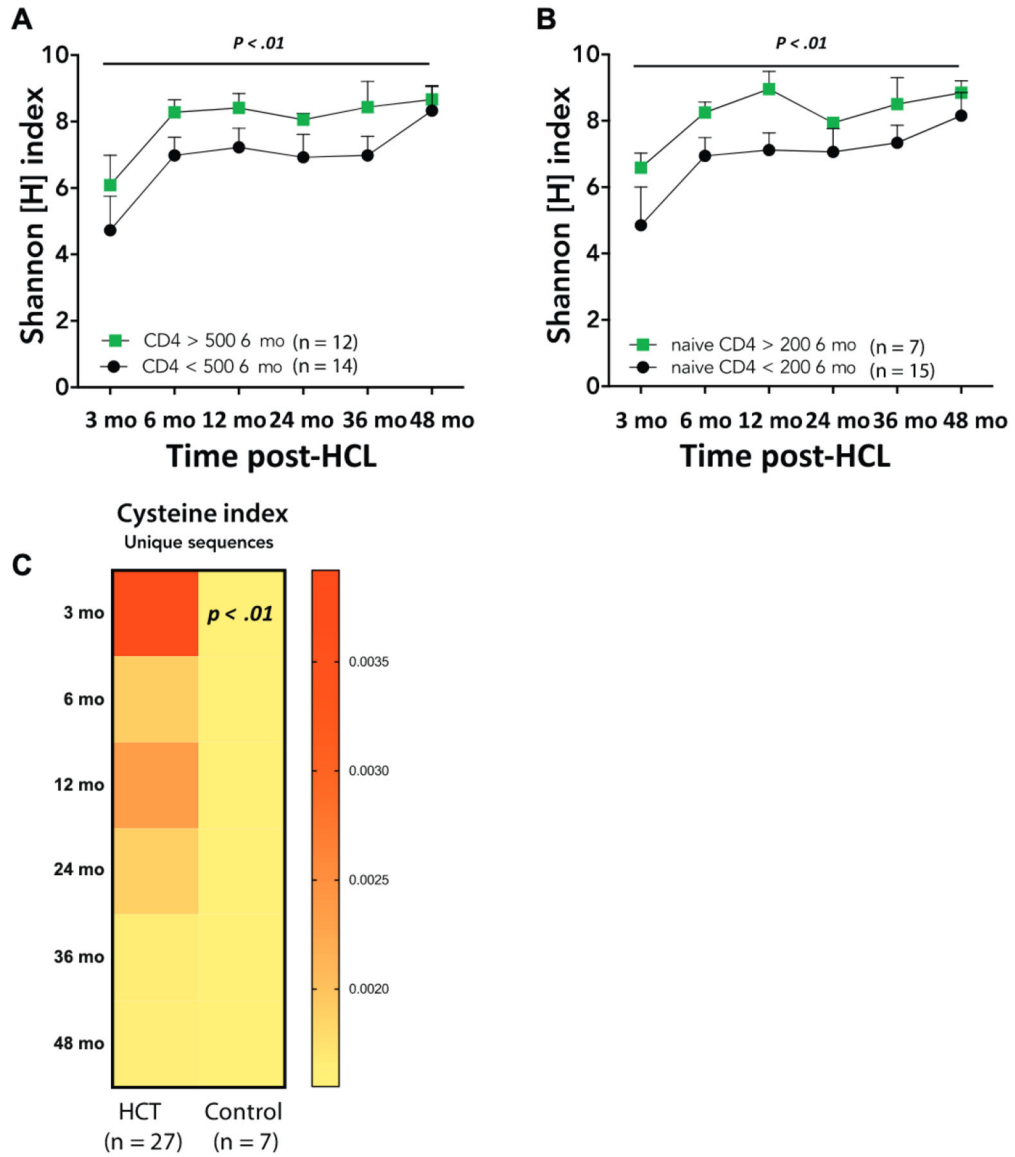 A
P < .01
10
8
6
4
2
0
Shannon [H] index
CD4 > 500 6 mo (n = 12)
CD4 < 500 6 mo (n = 14)
3 mo 6 mo 12 mo 24 mo 36 mo 48 mo
Time post-HCL
B
P < .01
10
8
6
4
2
0
Shannon [H] index
naive CD4 > 200 6 mo (n = 7)
naive CD4 < 200 6 mo (n = 15)
3 mo 6 mo 12 mo 24 mo 36 mo 48 mo
Time post-HCL
C
Cysteine index
Unique sequences
3 mo
6 mo
12 mo
24 mo
36 mo
48 mo
p < .01
0.0035
0.0030
0.0025
0.0020
HCT
(n = 27)
Control
(n = 7)